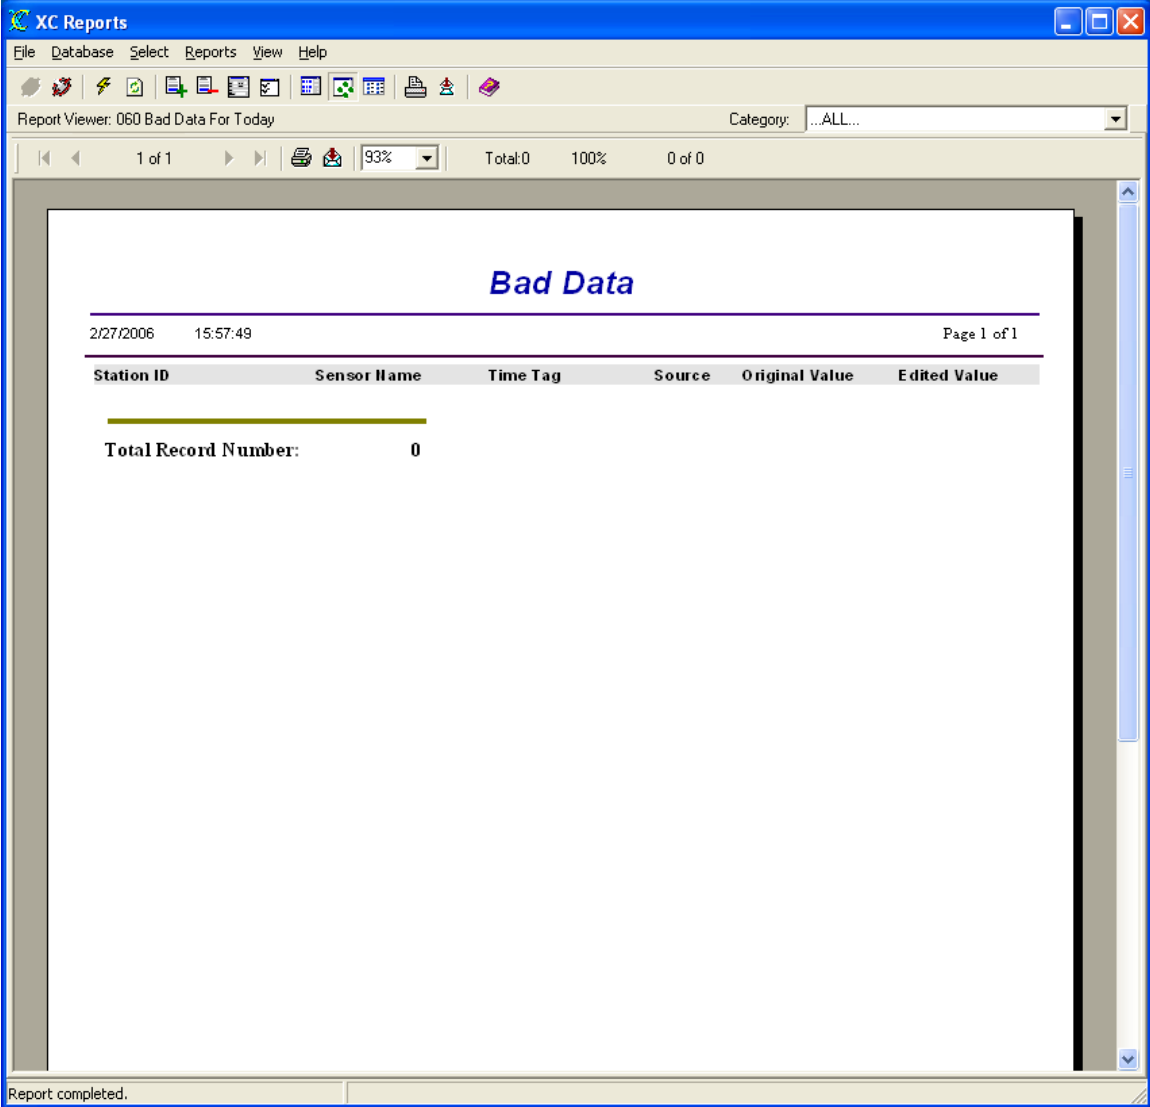 XC Reports
File Database Select Reports View Help
Report Viewer: 060 Bad Data For Today Category: ...ALL...
1 of 1 93% Total:0 100% 0 of 0
Bad Data
2/27/2006 15:57:49 Page 1 of 1
Station ID Sensor Name Time Tag Source Original Value Edited Value
Total Record Number: 0
Report completed.